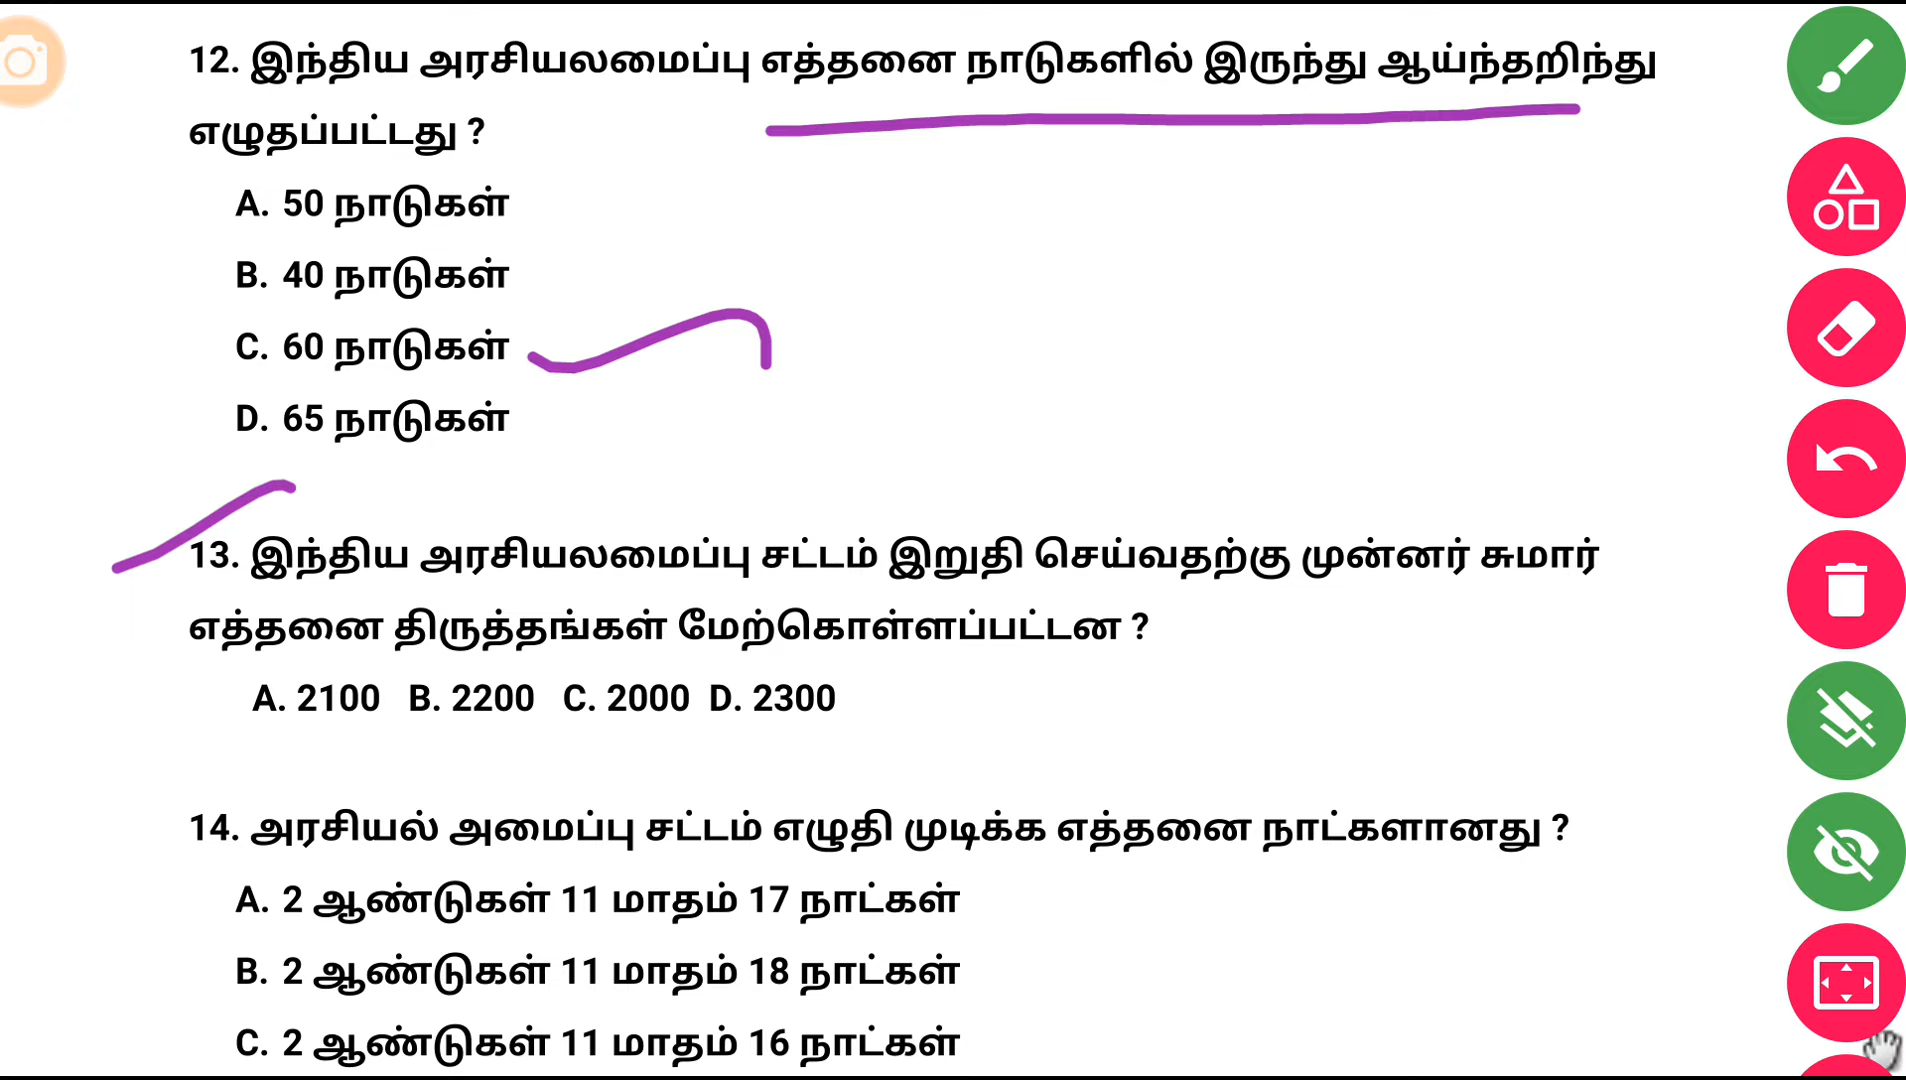 12. இந்திய அரசியலமைப்பு எத்தனை நாடுகளில் இருந்து ஆய்ந்தறிந்து
எழுதப்பட்டது ?
A. 50 நாடுகள்
B. 40 நாடுகள்
C. 60 நாடுகள்
D. 65 நாடுகள்
13. இந்திய அரசியலமைப்பு சட்டம் இறுதி செய்வதற்கு முன்னர் சுமார்
எத்தனை திருத்தங்கள் மேற்கொள்ளப்பட்டன ?
A. 2100 B. 2200 C. 2000 D. 2300
14. அரசியல் அமைப்பு சட்டம் எழுதி முடிக்க எத்தனை நாட்களானது ?
A. 2 ஆண்டுகள் 11 மாதம் 17 நாட்கள்
B. 2 ஆண்டுகள் 11 மாதம் 18 நாட்கள்
C. 2 ஆண்டுகள் 11 மாதம் 16 நாட்கள்